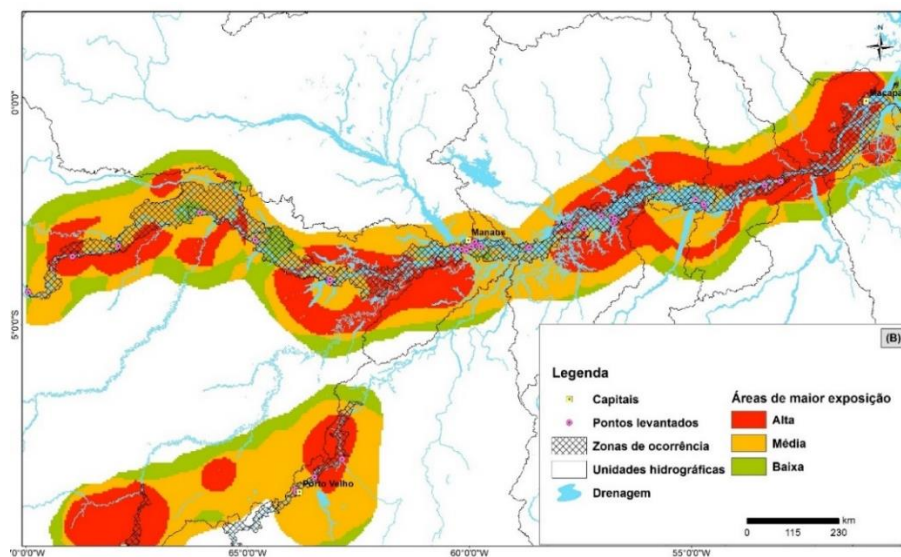 N
0°0'0"
Macapá
Manaus
5°0'0"S
Porto Velho
(B)
Legenda
Capitais
Pontos levantados
Zonas de ocorrência
Unidades hidrográficas
Drenagem
Áreas de maior exposição
Alta
Média
Baixa
km
0 115 230
65°0'0"W
60°0'0"W
55°0'0"W